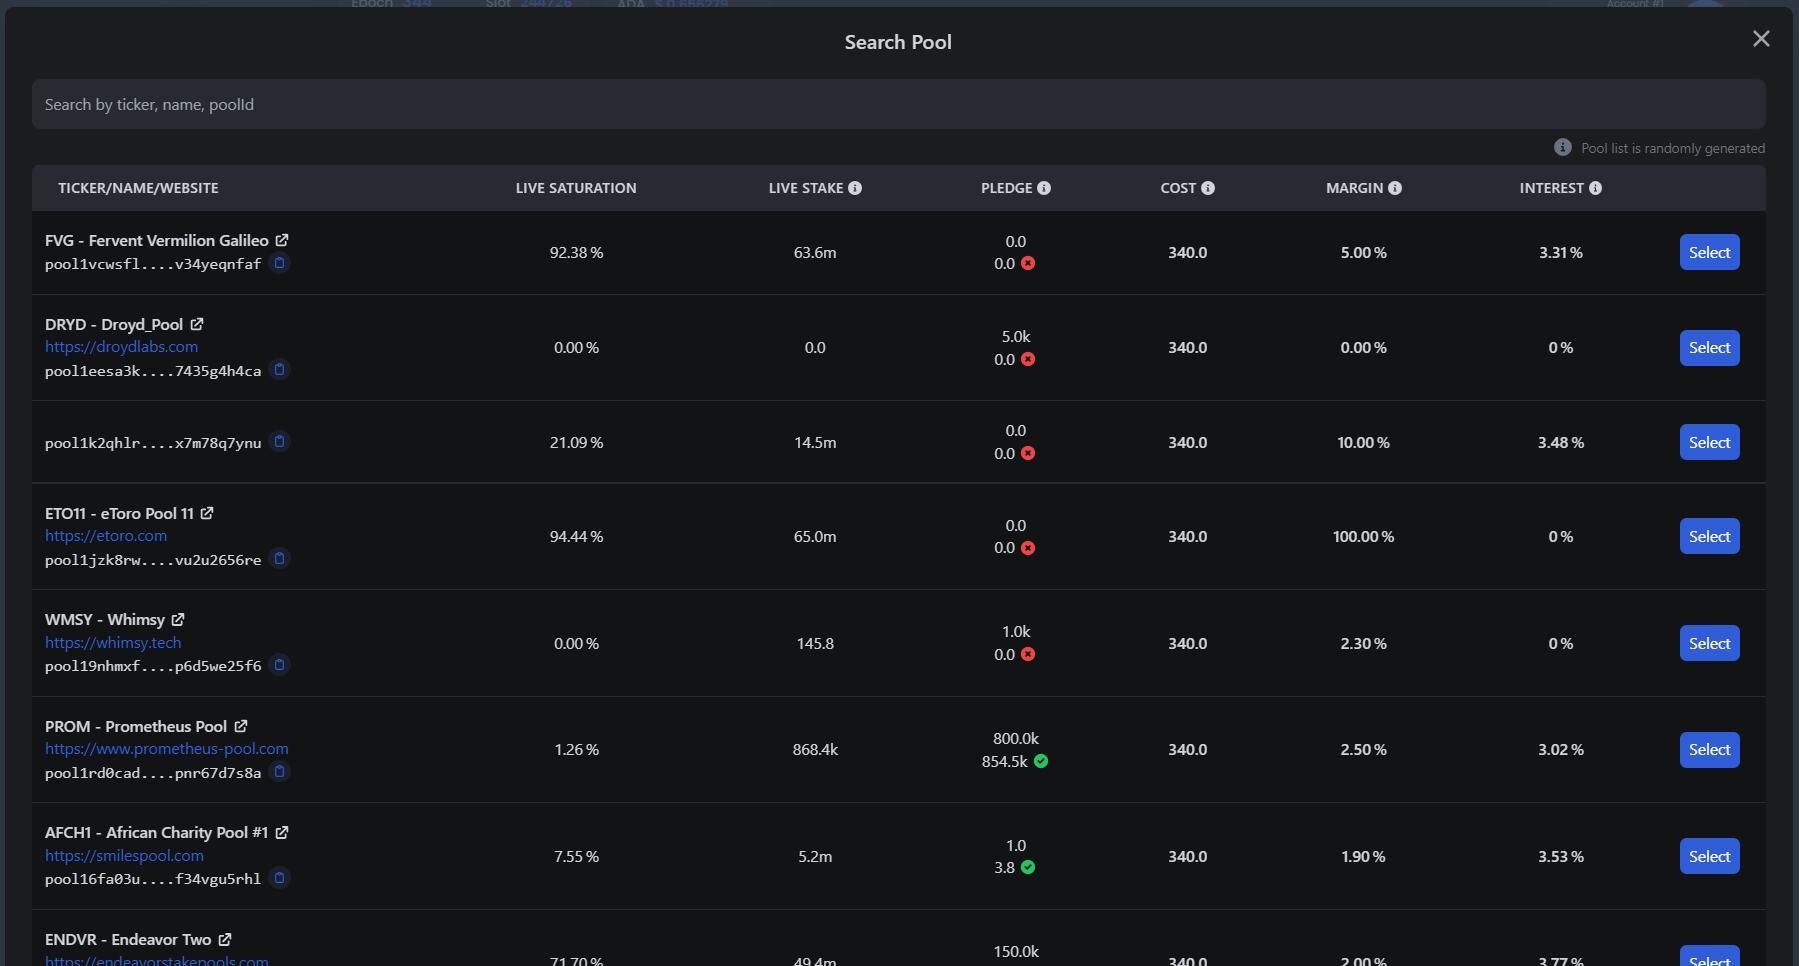 Epoch 344 Slot 244726 ADA $ 0.656279 Account #1
Search Pool
Search by ticker, name, poolId
Pool list is randomly generated
TICKER/NAME/WEBSITE LIVE SATURATION LIVE STAKE PLEDGE COST MARGIN INTEREST
FVG - Fervent Vermilion Galileo
pool1vcwsfl....v34yeqnfaf
92.38 % 63.6m
0.0
0.0
340.0 5.00 % 3.31 % Select
DRYD - Droyd_Pool
https://droydlabs.com
pool1eesa3k....7435g4h4ca
0.00 % 0.0
5.0k
0.0
340.0 0.00 % 0 % Select
pool1k2qhlr....x7m78q7ynu
21.09 % 14.5m
0.0
0.0
340.0 10.00 % 3.48 % Select
ETO11 - eToro Pool 11
https://etoro.com
pool1jzk8rw....vu2u2656re
94.44 % 65.0m
0.0
0.0
340.0 100.00 % 0 % Select
WMSY - Whimsy
https://whimsy.tech
pool19nhmxf....p6d5we25f6
0.00 % 145.8
1.0k
0.0
340.0 2.30 % 0 % Select
PROM - Prometheus Pool
https://www.prometheus-pool.com
pool1rd0cad....pnr67d7s8a
1.26 % 868.4k
800.0k
854.5k
340.0 2.50 % 3.02 % Select
AFCH1 - African Charity Pool #1
https://smilespool.com
pool16fa03u....f34vgu5rhl
7.55 % 5.2m
1.0
3.8
340.0 1.90 % 3.53 % Select
ENDVR - Endeavor Two
https://endeavorstakepools.com
71.70 % 49.4m
150.0k
340.0 2.00 % 3.77 % Select